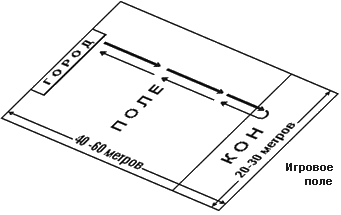 ГОРОД
ПОЛЕ
КОН
40 -60 метров
20-30 метров
Игровое
поле